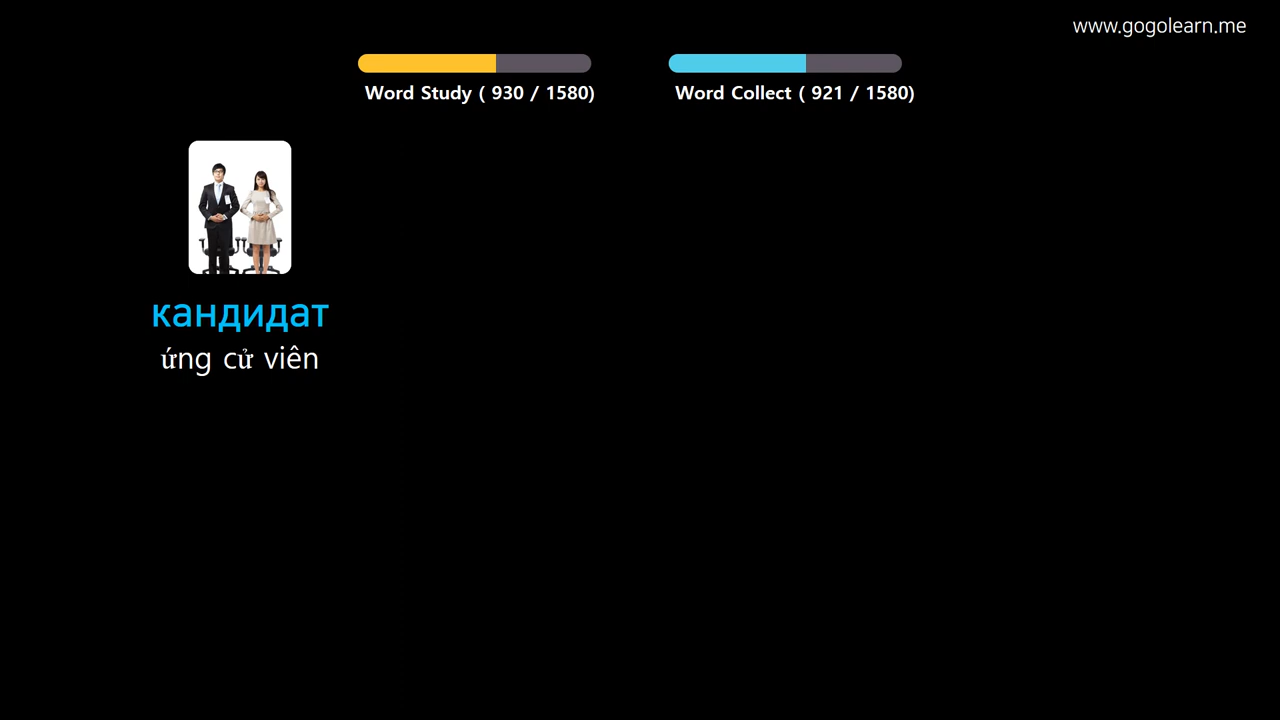 www.gogolearn.me
Word Study ( 930 / 1580)
Word Collect ( 921 / 1580)
кандидат
ứng cử viên